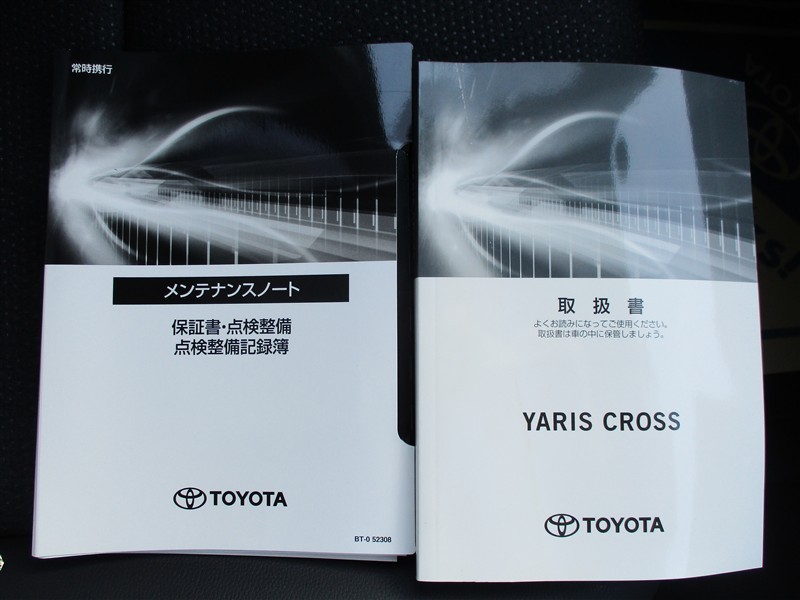 常時携行
メンテナンスノート
保証書・点検整備
点検整備記録簿
TOYOTA
BT-0 52308
取扱書
よくお読みになってご使用ください。
取扱書は車の中に保管しましょう。
YARIS CROSS
TOYOTA